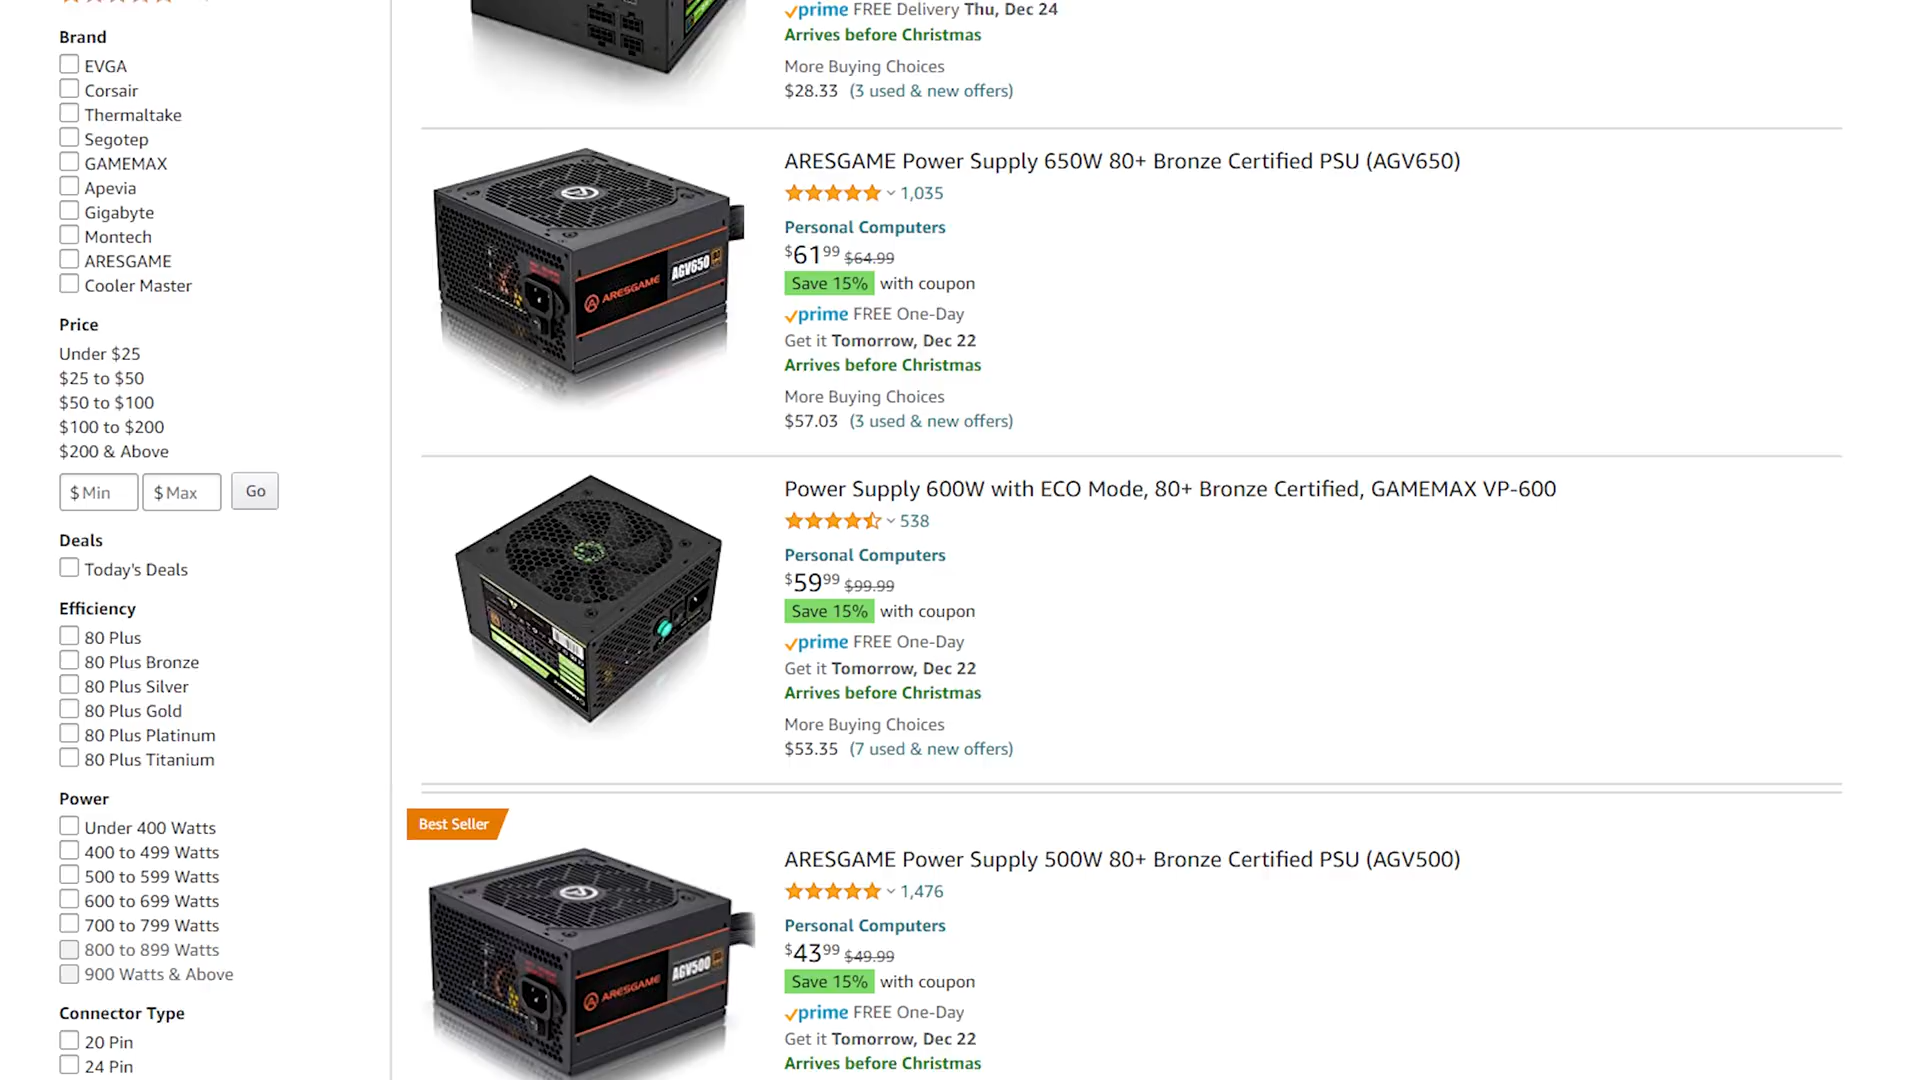 Brand
EVGA
Corsair
Thermaltake
Segotep
GAMEMAX
Apevia
Gigabyte
Montech
ARESGAME
Cooler Master
Price
Under $25
$25 to $50
$50 to $100
$100 to $200
$200 & Above
$ Min $ Max Go
Deals
Today's Deals
Efficiency
80 Plus
80 Plus Bronze
80 Plus Silver
80 Plus Gold
80 Plus Platinum
80 Plus Titanium
Power
Under 400 Watts
400 to 499 Watts
500 to 599 Watts
600 to 699 Watts
700 to 799 Watts
800 to 899 Watts
900 Watts & Above
Connector Type
20 Pin
24 Pin
prime FREE Delivery Thu, Dec 24
Arrives before Christmas
More Buying Choices
$28.33 (3 used & new offers)
ARESGAME AGV650
ARESGAME Power Supply 650W 80+ Bronze Certified PSU (AGV650)
1,035
Personal Computers
$61.99 $64.99
Save 15% with coupon
prime FREE One-Day
Get it Tomorrow, Dec 22
Arrives before Christmas
More Buying Choices
$57.03 (3 used & new offers)
Power Supply 600W with ECO Mode, 80+ Bronze Certified, GAMEMAX VP-600
538
Personal Computers
$59.99 $99.99
Save 15% with coupon
prime FREE One-Day
Get it Tomorrow, Dec 22
Arrives before Christmas
More Buying Choices
$53.35 (7 used & new offers)
Best Seller
ARESGAME AGV500
ARESGAME Power Supply 500W 80+ Bronze Certified PSU (AGV500)
1,476
Personal Computers
$43.99 $49.99
Save 15% with coupon
prime FREE One-Day
Get it Tomorrow, Dec 22
Arrives before Christmas